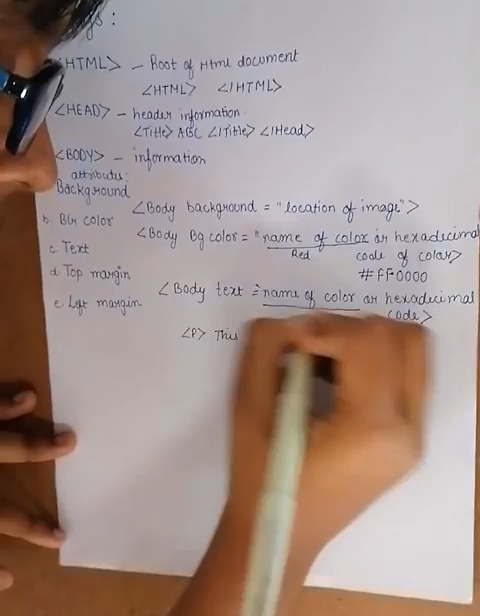 <HTML> - Root of Html document
<HTML> </HTML>
<HEAD> - header information.
<Title> ABC </Title> </Head>
<BODY> - information
attributes:
Background
<Body background = "location of image">
b. BG color
<Body Bg color = "name of color or hexadecimal
Red code of color>
c. Text
#FF0000
d. Top margin
<Body text = name of color or hexadecimal
e. Left margin
code>
<P> This